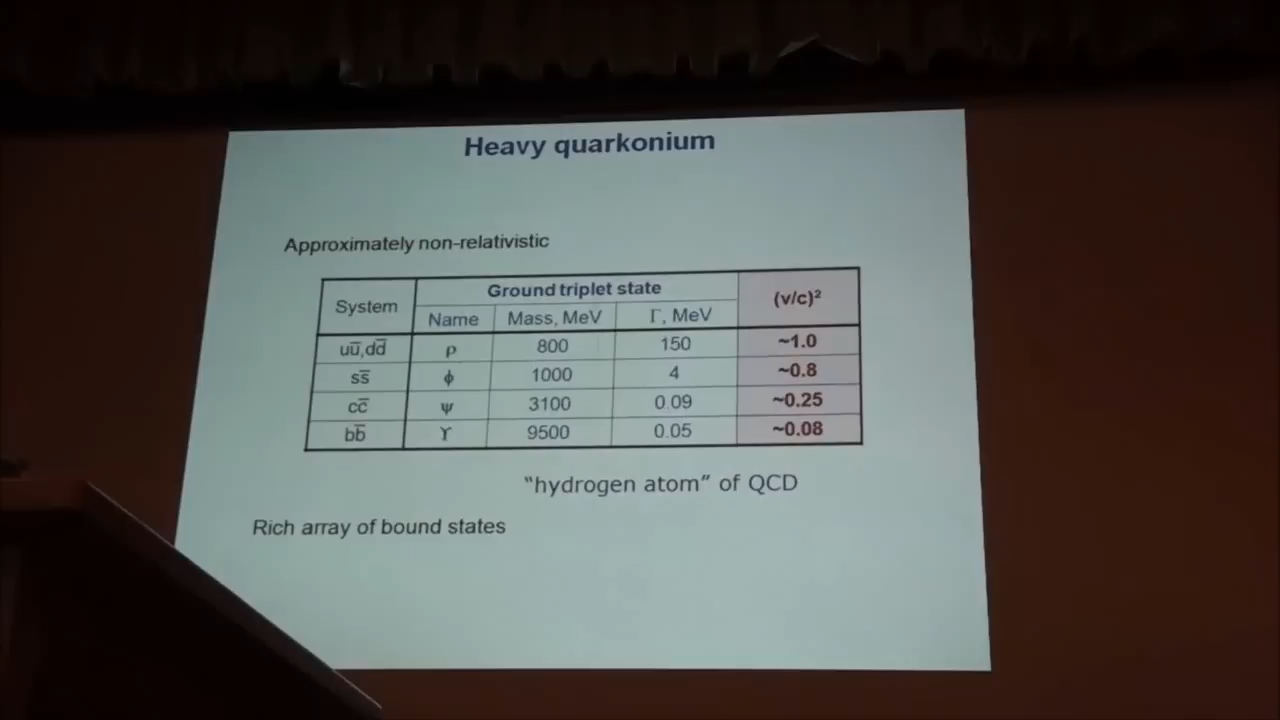 Heavy quarkonium
Approximately non-relativistic
System Ground triplet state (v/c)²
Name Mass, MeV Γ, MeV
uū,dd̄ ρ 800 150 ~1.0
ss̄ ϕ 1000 4 ~0.8
cc̄ ψ 3100 0.09 ~0.25
bb̄ ϒ 9500 0.05 ~0.08
“hydrogen atom” of QCD
Rich array of bound states